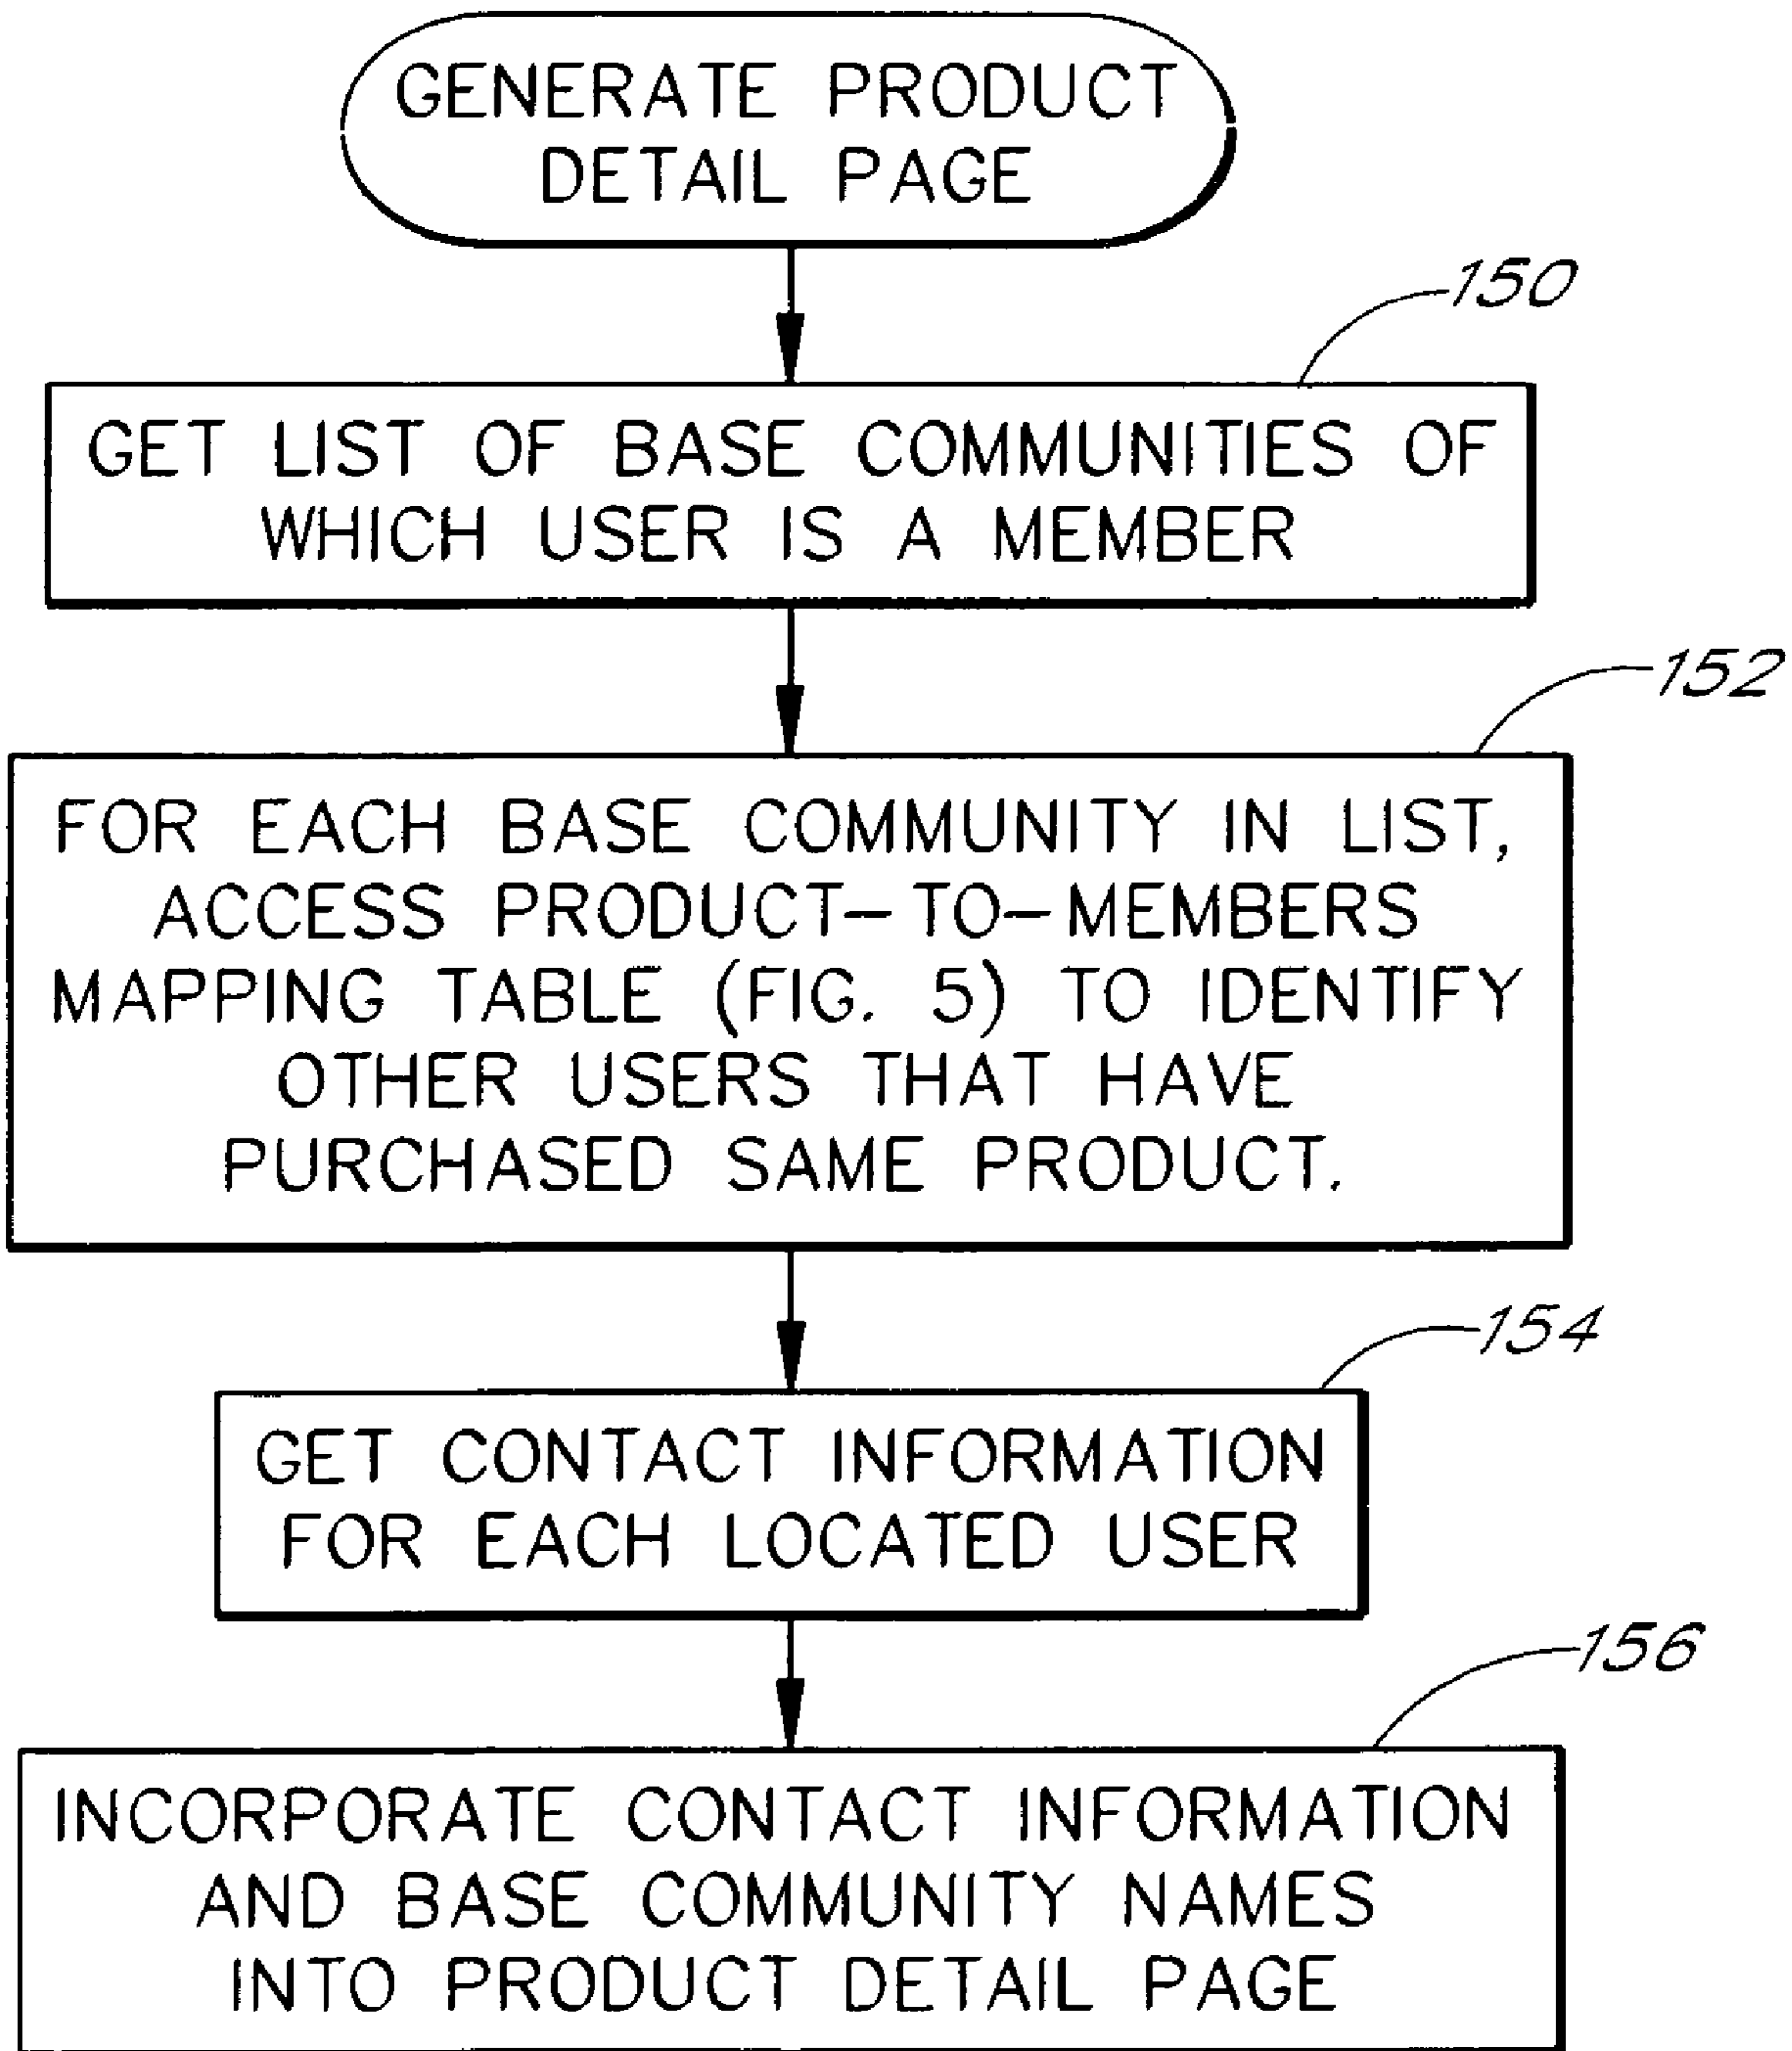 GENERATE PRODUCT
DETAIL PAGE
150
GET LIST OF BASE COMMUNITIES OF
WHICH USER IS A MEMBER
152
FOR EACH BASE COMMUNITY IN LIST,
ACCESS PRODUCT-TO-MEMBERS
MAPPING TABLE (FIG. 5) TO IDENTIFY
OTHER USERS THAT HAVE
PURCHASED SAME PRODUCT.
154
GET CONTACT INFORMATION
FOR EACH LOCATED USER
156
INCORPORATE CONTACT INFORMATION
AND BASE COMMUNITY NAMES
INTO PRODUCT DETAIL PAGE